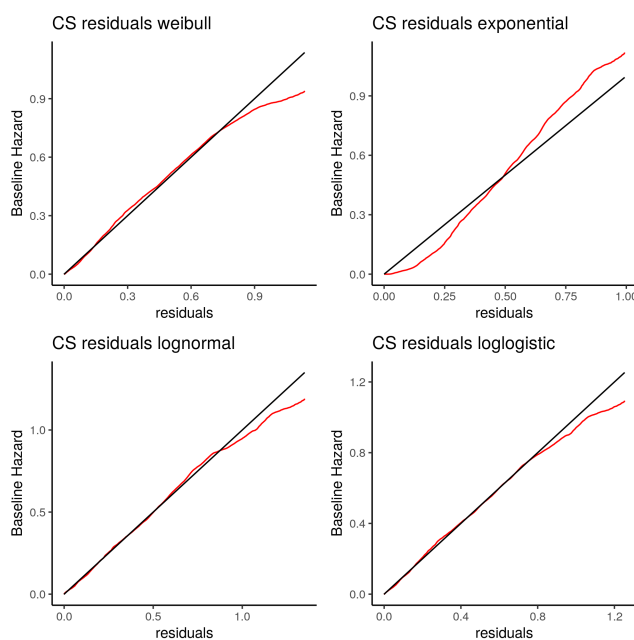 CS residuals weibull
Baseline Hazard
0.9
0.6
0.3
0.0
0.0 0.3 0.6 0.9
residuals
CS residuals exponential
Baseline Hazard
0.9
0.6
0.3
0.0
0.00 0.25 0.50 0.75 1.00
residuals
CS residuals lognormal
Baseline Hazard
1.0
0.5
0.0
0.0 0.5 1.0
residuals
CS residuals loglogistic
Baseline Hazard
1.2
0.8
0.4
0.0
0.0 0.4 0.8 1.2
residuals